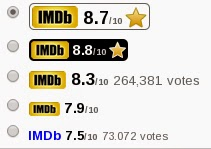 IMDb 8.7/10
IMDb 8.8/10
IMDb 8.3/10 264,381 votes
IMDb 7.9/10
IMDb 7.5/10 73.072 votes